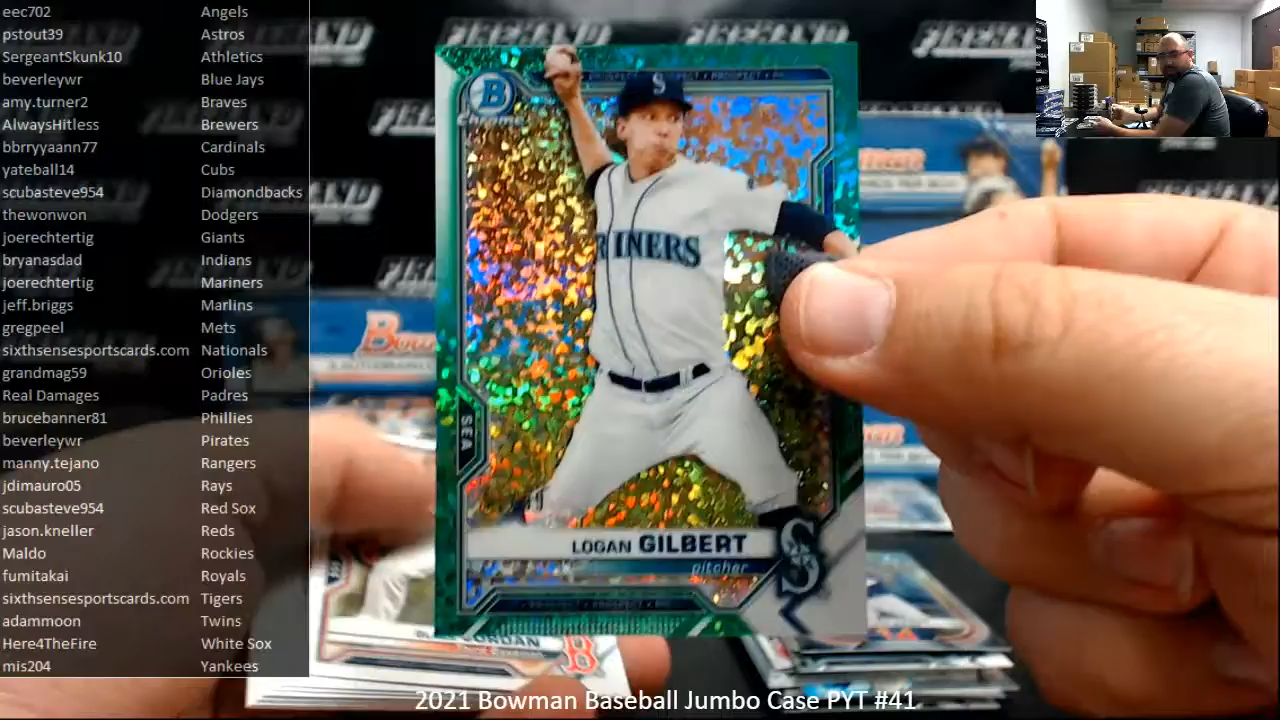 eec702 Angels
pstout39 Astros
SergeantSkunk10 Athletics
beverleywr Blue Jays
amy.turner2 Braves
AlwaysHitless Brewers
bbrryyaann77 Cardinals
yateball14 Cubs
scubasteve954 Diamondbacks
thewonwon Dodgers
joerechtertig Giants
bryanasdad Indians
joerechtertig Mariners
jeff.briggs Marlins
gregpeel Mets
sixthsensesportscards.com Nationals
grandmag59 Orioles
Real Damages Padres
brucebanner81 Phillies
beverleywr Pirates
manny.tejano Rangers
jdimauro05 Rays
scubasteve954 Red Sox
jason.kneller Reds
Maldo Rockies
fumitakai Royals
sixthsensesportscards.com Tigers
adammoon Twins
Here4TheFire White Sox
mis204 Yankees
FIREHAND
B
Chrome
PROSPECT
S
RINERS
SEA
LOGAN GILBERT
pitcher
S
B
2021 Bowman Baseball Jumbo Case PYT #41